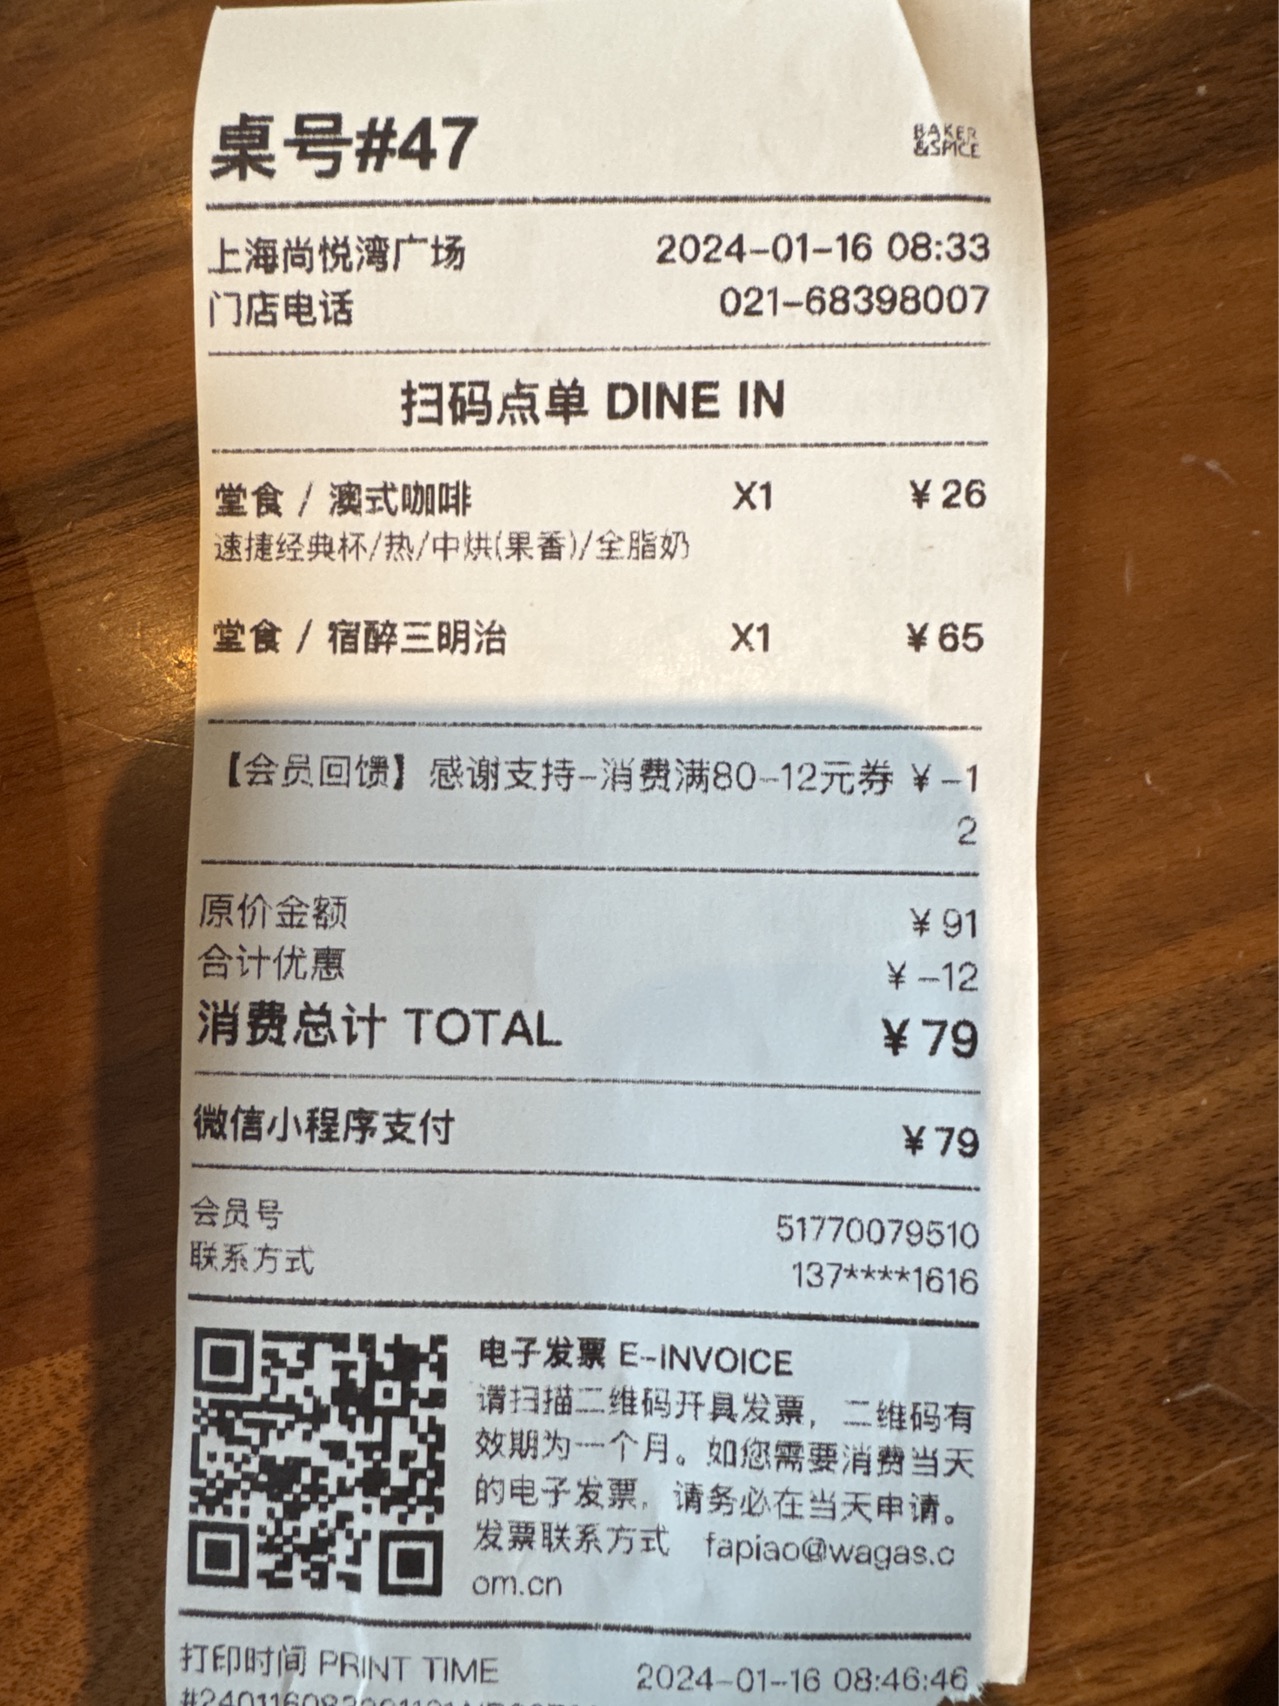 桌号#47
BAKER
&SPICE
上海尚悦湾广场 2024-01-16 08:33
门店电话 021-68398007
扫码点单 DINE IN
堂食 / 澳式咖啡 X1 ¥26
速捷经典杯/热/中烘(果香)/全脂奶
堂食 / 宿醉三明治 X1 ¥65
【会员回馈】感谢支持-消费满80-12元券 ¥-1
2
原价金额 ¥91
合计优惠 ¥-12
消费总计 TOTAL ¥79
微信小程序支付 ¥79
会员号 51770079510
联系方式 137****1616
电子发票 E-INVOICE
请扫描二维码开具发票，二维码有
效期为一个月。如您需要消费当天
的电子发票，请务必在当天申请。
发票联系方式 fapiao@wagas.c
om.cn
打印时间 PRINT TIME 2024-01-16 08:46:46